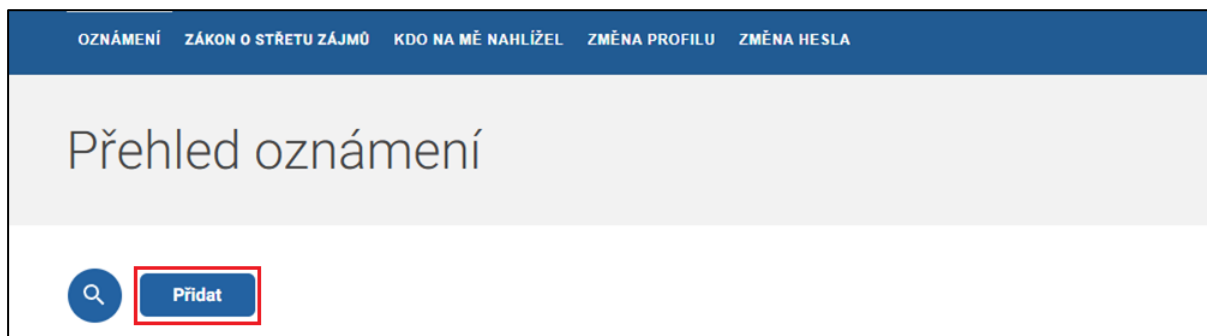 OZNÁMENÍ ZÁKON O STŘETU ZÁJMŮ KDO NA MĚ NAHLÍŽEL ZMĚNA PROFILU ZMĚNA HESLA
Přehled oznámení
Přidat